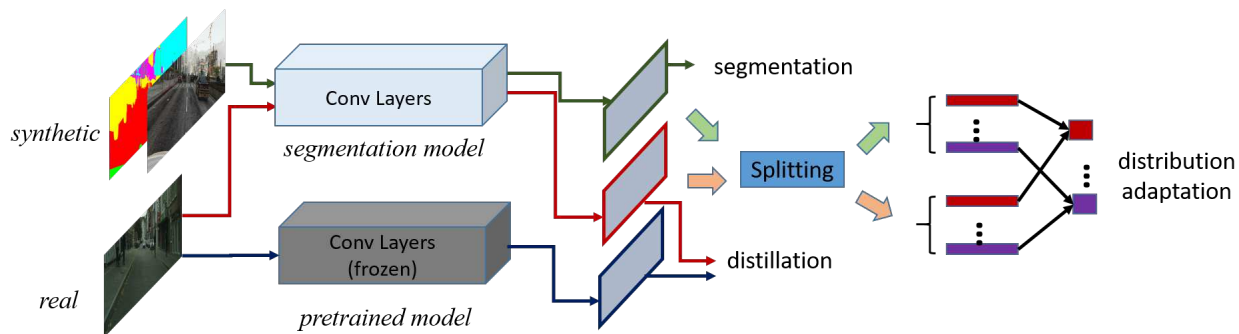 synthetic
real
Conv Layers
segmentation model
Conv Layers
(frozen)
pretrained model
segmentation
Splitting
distillation
distribution
adaptation